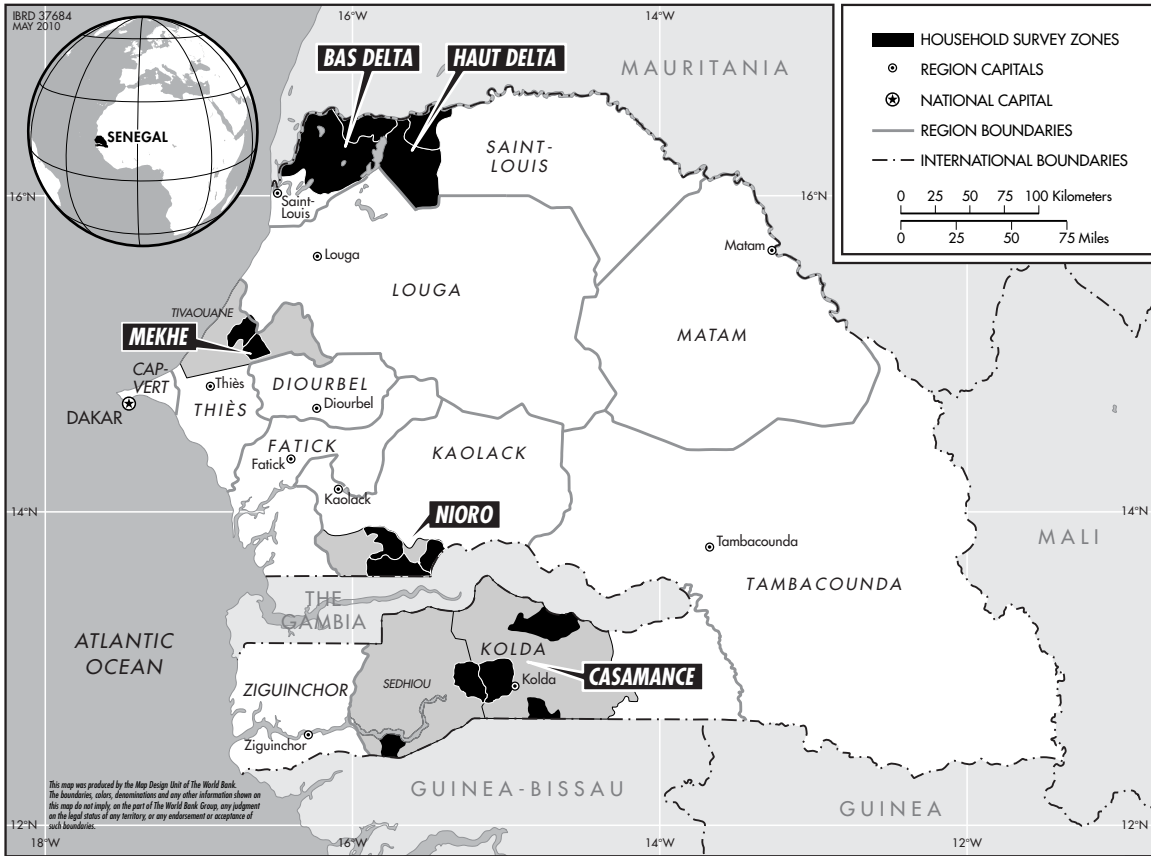 IBRD 37684
MAY 2010
16°W
14°W
SENEGAL
BAS DELTA
HAUT DELTA
MAURITANIA
HOUSEHOLD SURVEY ZONES
REGION CAPITALS
NATIONAL CAPITAL
REGION BOUNDARIES
INTERNATIONAL BOUNDARIES
0 25 50 75 100 Kilometers
0 25 50 75 Miles
SAINT-
LOUIS
16°N
16°N
Saint-
Louis
Matam
Louga
LOUGA
TIVAOUANE
MEKHE
MATAM
CAP-
VERT
Thiès
DIOURBEL
Diourbel
THIÈS
DAKAR
FATICK
Fatick
KAOLACK
Kaolack
NIORO
14°N
14°N
Tambacounda
MALI
TAMBACOUNDA
THE
GAMBIA
ATLANTIC
OCEAN
KOLDA
CASAMANCE
Kolda
SEDHIOU
ZIGUINCHOR
Ziguinchor
GUINEA-BISSAU
GUINEA
This map was produced by the Map Design Unit of The World Bank.
The boundaries, colors, denominations and any other information shown on
this map do not imply, on the part of The World Bank Group, any judgment
on the legal status of any territory, or any endorsement or acceptance of
such boundaries.
12°N
12°N
18°W
16°W
14°W
12°W